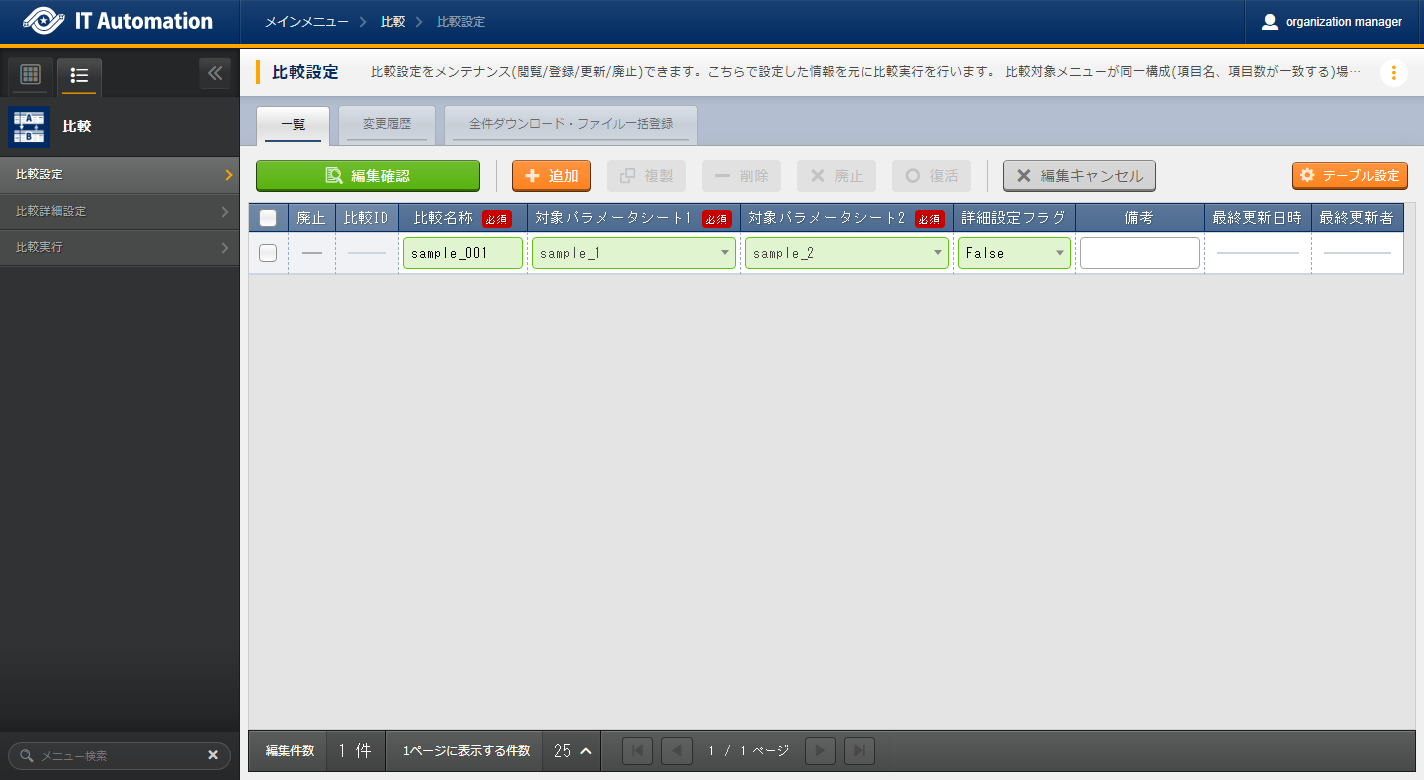 IT Automation
メインメニュー 比較 比較設定
organization manager
比較
比較設定
比較詳細設定
比較実行
メニュー検索
比較設定
比較設定をメンテナンス(閲覧/登録/更新/廃止)できます。こちらで設定した情報を元に比較実行を行います。 比較対象メニューが同一構成(項目名、項目数が一致する)場…
一覧 変更履歴 全件ダウンロード・ファイル一括登録
編集確認 追加 複製 削除 廃止 復活 編集キャンセル テーブル設定
廃止 比較ID 比較名称 必須 対象パラメータシート1 必須 対象パラメータシート2 必須 詳細設定フラグ 備考 最終更新日時 最終更新者
sample_001 sample_1 sample_2 False
編集件数 1 件 1ページに表示する件数 25 1 / 1 ページ